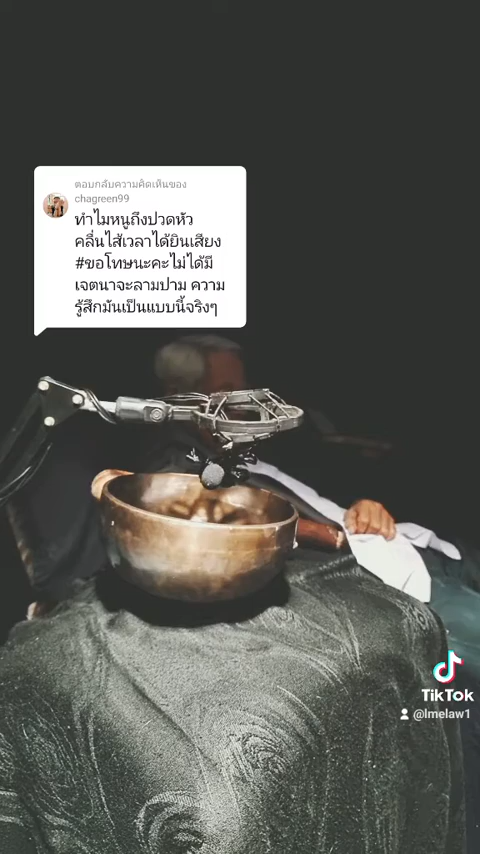 ตอบกลับความคิดเห็นของ
chagreen99
ทำไมหนูถึงปวดหัว
คลื่นไส้เวลาได้ยินเสียง
#ขอโทษนะคะไม่ได้มี
เจตนาจะลามปาม ความ
รู้สึกมันเป็นแบบนี้จริงๆ
TikTok
@lmelaw1